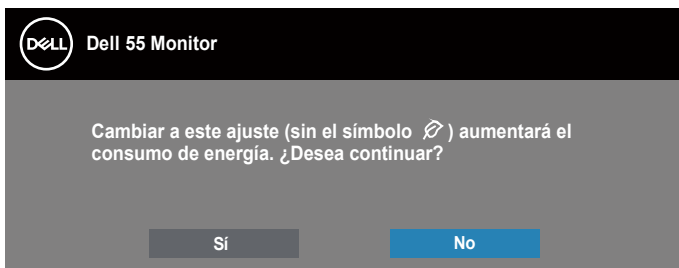 DELL
Dell 55 Monitor
Cambiar a este ajuste (sin el símbolo ) aumentará el
consumo de energía. ¿Desea continuar?
Sí
No